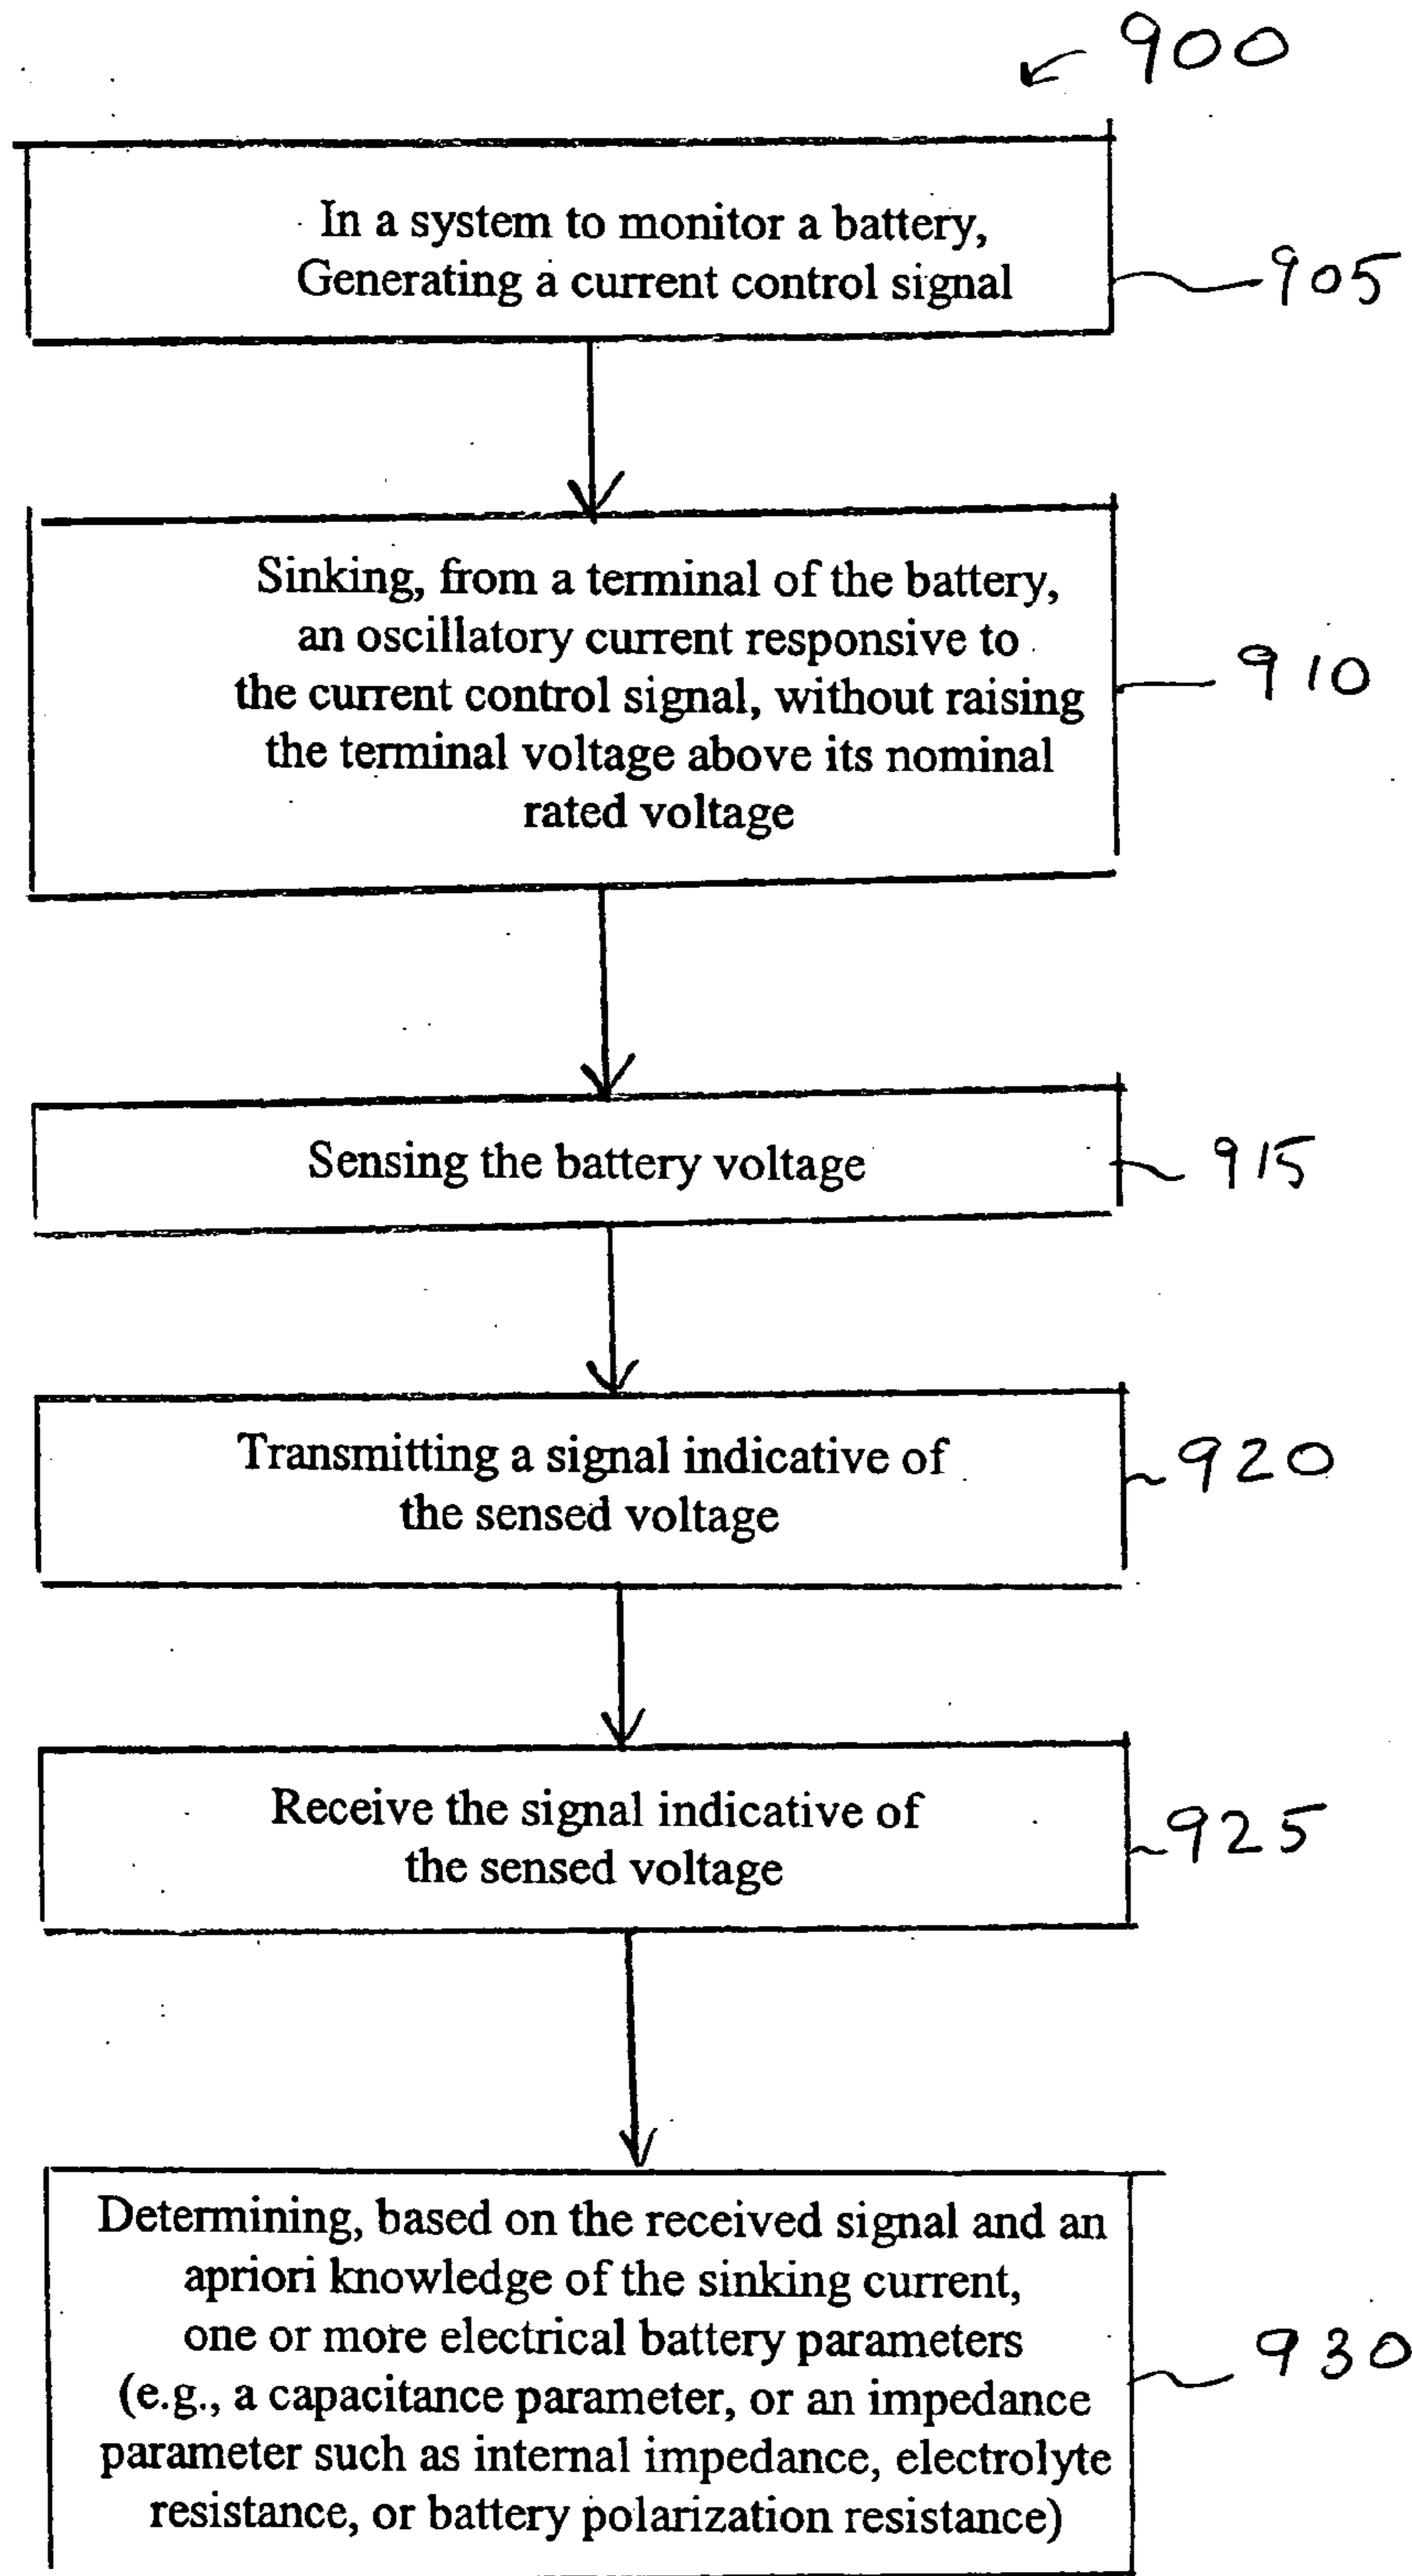 900
In a system to monitor a battery,
Generating a current control signal
905
Sinking, from a terminal of the battery,
an oscillatory current responsive to
the current control signal, without raising
the terminal voltage above its nominal
rated voltage
910
Sensing the battery voltage
915
Transmitting a signal indicative of
the sensed voltage
920
Receive the signal indicative of
the sensed voltage
925
Determining, based on the received signal and an
apriori knowledge of the sinking current,
one or more electrical battery parameters
(e.g., a capacitance parameter, or an impedance
parameter such as internal impedance, electrolyte
resistance, or battery polarization resistance)
930